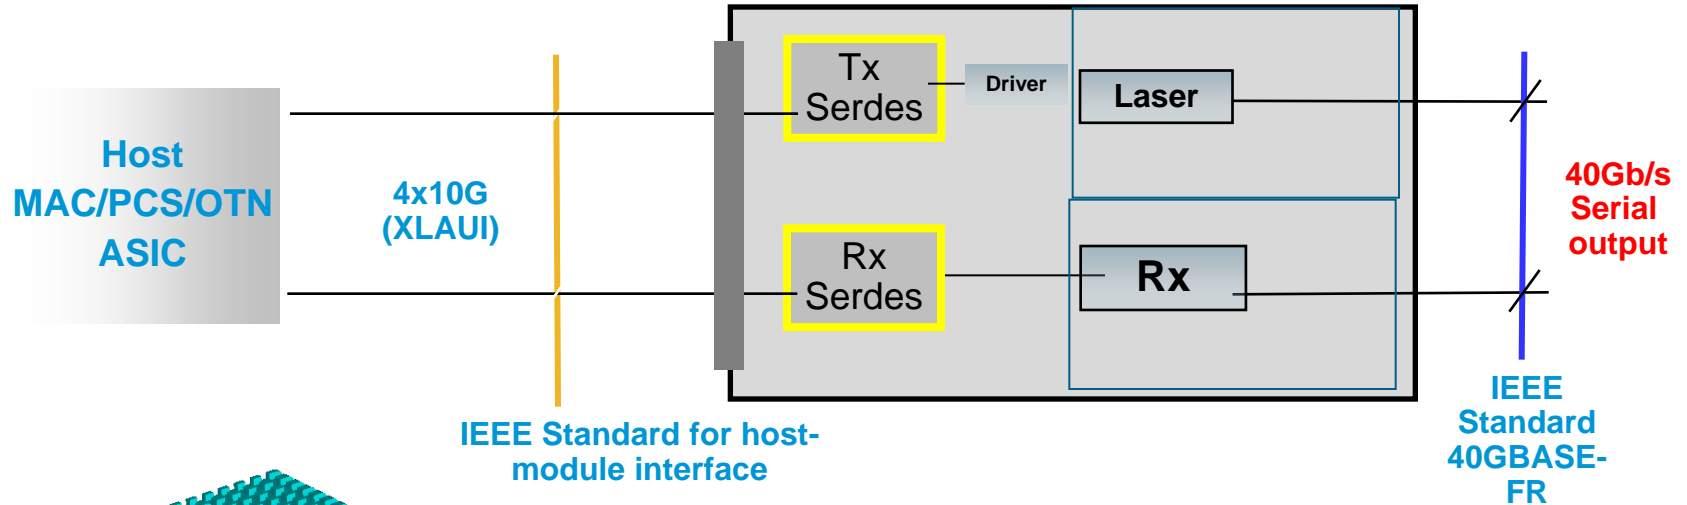 Host
MAC/PCS/OTN
ASIC
4x10G
(XLAUI)
IEEE Standard for host-
module interface
Tx
Serdes
Driver
Laser
Rx
Serdes
Rx
40Gb/s
Serial
output
IEEE
Standard
40GBASE-
FR